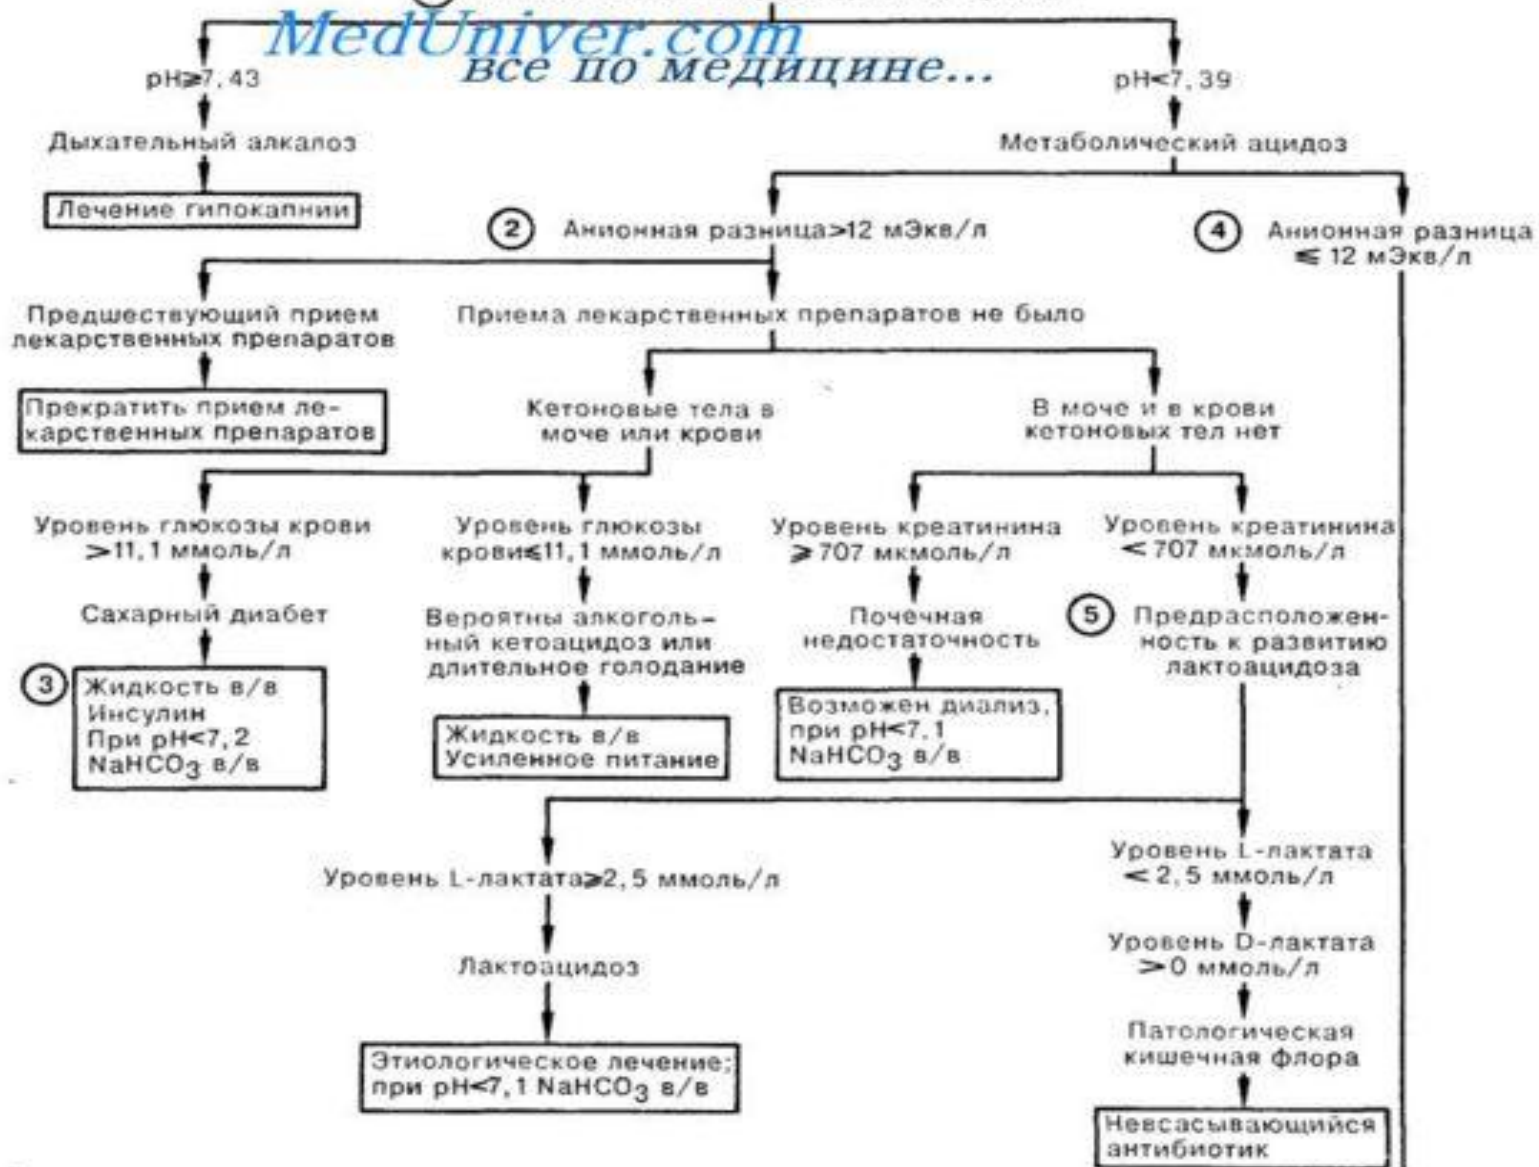 MedUniver.com
все по медицине...
pH≥7,43
pH<7,39
Дыхательный алкалоз
Метаболический ацидоз
Лечение гипокапнии
2 Анионная разница>12 мЭкв/л
4 Анионная разница
≤ 12 мЭкв/л
Предшествующий прием
лекарственных препаратов
Приема лекарственных препаратов не было
Прекратить прием ле-
карственных препаратов
Кетоновые тела в
моче или крови
В моче и в крови
кетоновых тел нет
Уровень глюкозы крови
>11,1 ммоль/л
Уровень глюкозы
крови≤11,1 ммоль/л
Уровень креатинина
≥707 мкмоль/л
Уровень креатинина
<707 мкмоль/л
Сахарный диабет
Вероятны алкоголь-
ный кетоацидоз или
длительное голодание
Почечная
недостаточность
5 Предрасположен-
ность к развитию
лактоацидоза
3 Жидкость в/в
Инсулин
При pH<7,2
NaHCO3 в/в
Жидкость в/в
Усиленное питание
Возможен диализ,
при pH<7,1
NaHCO3 в/в
Уровень L-лактата≥2,5 ммоль/л
Уровень L-лактата
<2,5 ммоль/л
Лактоацидоз
Уровень D-лактата
>0 ммоль/л
Патологическая
кишечная флора
Этиологическое лечение;
при pH<7,1 NaHCO3 в/в
Невсасывающийся
антибиотик